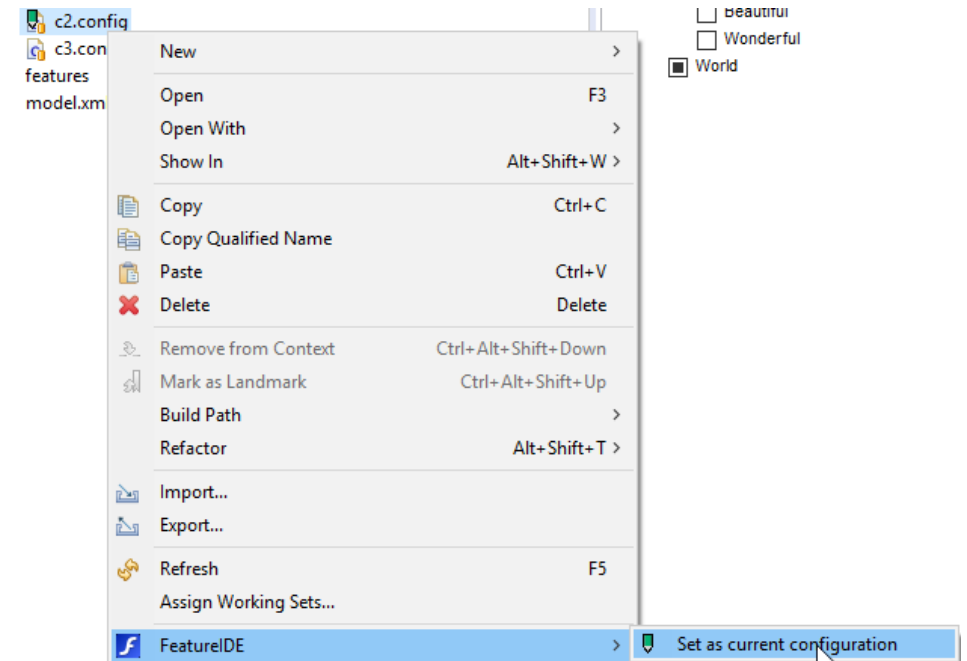 c2.config
c3.con
features
model.xm
Beautiful
Wonderful
World
New
Open F3
Open With
Show In Alt+Shift+W
Copy Ctrl+C
Copy Qualified Name
Paste Ctrl+V
Delete Delete
Remove from Context Ctrl+Alt+Shift+Down
Mark as Landmark Ctrl+Alt+Shift+Up
Build Path
Refactor Alt+Shift+T
Import...
Export...
Refresh F5
Assign Working Sets...
FeatureIDE
Set as current configuration